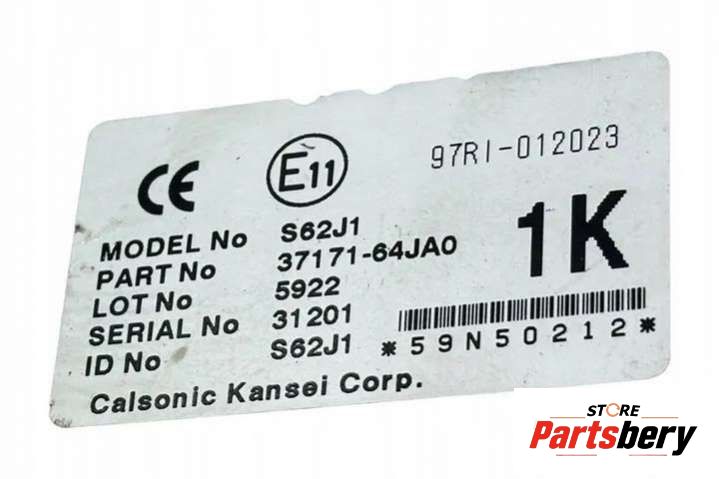 CE E11 97RI-012023
MODEL No S62J1
PART No 37171-64JA0
LOT No 5922
SERIAL No 31201
ID No S62J1
1K
*59N50212*
Calsonic Kansei Corp.
STORE
Partsbery